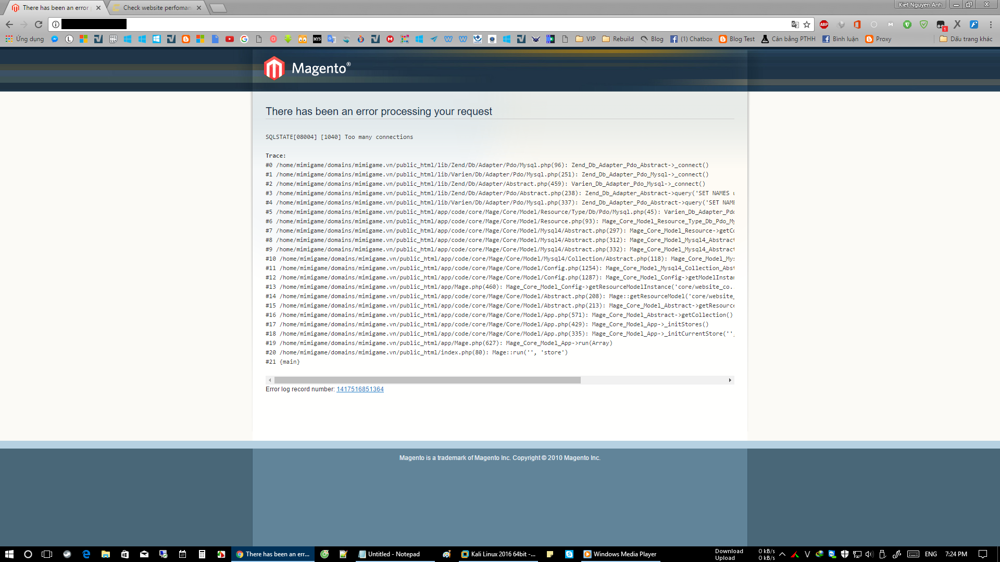 There has been an error
Check website perfoman
Kiet Nguyen Anh
Ứng dụng
MYS
VIP
Rebuild
Blog
(1) Chatbox
Blog Test
Cân bằng PTHH
Bình luận
Proxy
Dấu trang khác
ABP
1
Magento®
There has been an error processing your request
SQLSTATE[08004] [1040] Too many connections
Trace:
#0 /home/mimigame/domains/mimigame.vn/public_html/lib/Zend/Db/Adapter/Pdo/Mysql.php(96): Zend_Db_Adapter_Pdo_Abstract->_connect()
#1 /home/mimigame/domains/mimigame.vn/public_html/lib/Varien/Db/Adapter/Pdo/Mysql.php(251): Zend_Db_Adapter_Pdo_Mysql->_connect()
#2 /home/mimigame/domains/mimigame.vn/public_html/lib/Zend/Db/Adapter/Abstract.php(459): Varien_Db_Adapter_Pdo_Mysql->_connect()
#3 /home/mimigame/domains/mimigame.vn/public_html/lib/Zend/Db/Adapter/Pdo/Abstract.php(238): Zend_Db_Adapter_Abstract->query('SET NAMES u
#4 /home/mimigame/domains/mimigame.vn/public_html/lib/Varien/Db/Adapter/Pdo/Mysql.php(337): Zend_Db_Adapter_Pdo_Abstract->query('SET NAME
#5 /home/mimigame/domains/mimigame.vn/public_html/app/code/core/Mage/Core/Model/Resource/Type/Db/Pdo/Mysql.php(45): Varien_Db_Adapter_Pdo
#6 /home/mimigame/domains/mimigame.vn/public_html/app/code/core/Mage/Core/Model/Resource.php(93): Mage_Core_Model_Resource_Type_Db_Pdo_My
#7 /home/mimigame/domains/mimigame.vn/public_html/app/code/core/Mage/Core/Model/Mysql4/Abstract.php(297): Mage_Core_Model_Resource->getCo
#8 /home/mimigame/domains/mimigame.vn/public_html/app/code/core/Mage/Core/Model/Mysql4/Abstract.php(312): Mage_Core_Model_Mysql4_Abstract
#9 /home/mimigame/domains/mimigame.vn/public_html/app/code/core/Mage/Core/Model/Mysql4/Abstract.php(332): Mage_Core_Model_Mysql4_Abstract
#10 /home/mimigame/domains/mimigame.vn/public_html/app/code/core/Mage/Core/Model/Mysql4/Collection/Abstract.php(118): Mage_Core_Model_Mys
#11 /home/mimigame/domains/mimigame.vn/public_html/app/code/core/Mage/Core/Model/Config.php(1254): Mage_Core_Model_Mysql4_Collection_Abst
#12 /home/mimigame/domains/mimigame.vn/public_html/app/code/core/Mage/Core/Model/Config.php(1287): Mage_Core_Model_Config->getModelInstan
#13 /home/mimigame/domains/mimigame.vn/public_html/app/Mage.php(460): Mage_Core_Model_Config->getResourceModelInstance('core/website_co..
#14 /home/mimigame/domains/mimigame.vn/public_html/app/code/core/Mage/Core/Model/Abstract.php(208): Mage::getResourceModel('core/website_
#15 /home/mimigame/domains/mimigame.vn/public_html/app/code/core/Mage/Core/Model/Abstract.php(213): Mage_Core_Model_Abstract->getResource
#16 /home/mimigame/domains/mimigame.vn/public_html/app/code/core/Mage/Core/Model/App.php(571): Mage_Core_Model_Abstract->getCollection()
#17 /home/mimigame/domains/mimigame.vn/public_html/app/code/core/Mage/Core/Model/App.php(429): Mage_Core_Model_App->_initStores()
#18 /home/mimigame/domains/mimigame.vn/public_html/app/code/core/Mage/Core/Model/App.php(335): Mage_Core_Model_App->_initCurrentStore('',
#19 /home/mimigame/domains/mimigame.vn/public_html/app/Mage.php(627): Mage_Core_Model_App->run(Array)
#20 /home/mimigame/domains/mimigame.vn/public_html/index.php(80): Mage::run('', 'store')
#21 {main}
Error log record number: 1417516851364
Magento is a trademark of Magento Inc. Copyright © 2010 Magento Inc.
There has been an err...
Untitled - Notepad
Kali Linux 2016 64bit -...
Windows Media Player
Download 0 kB/s
Upload 0 kB/s
ENG
7:24 PM